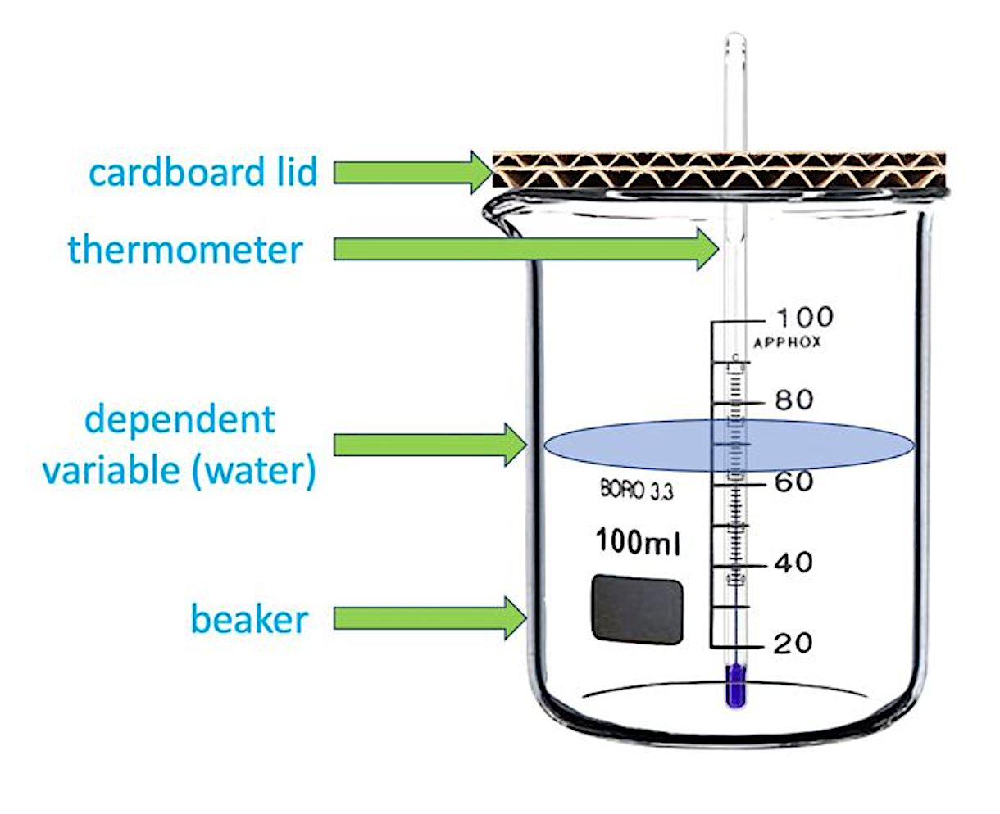 cardboard lid
thermometer
100
APPHOX
80
dependent
variable (water)
60
BORO 3.3
100ml
40
beaker
20